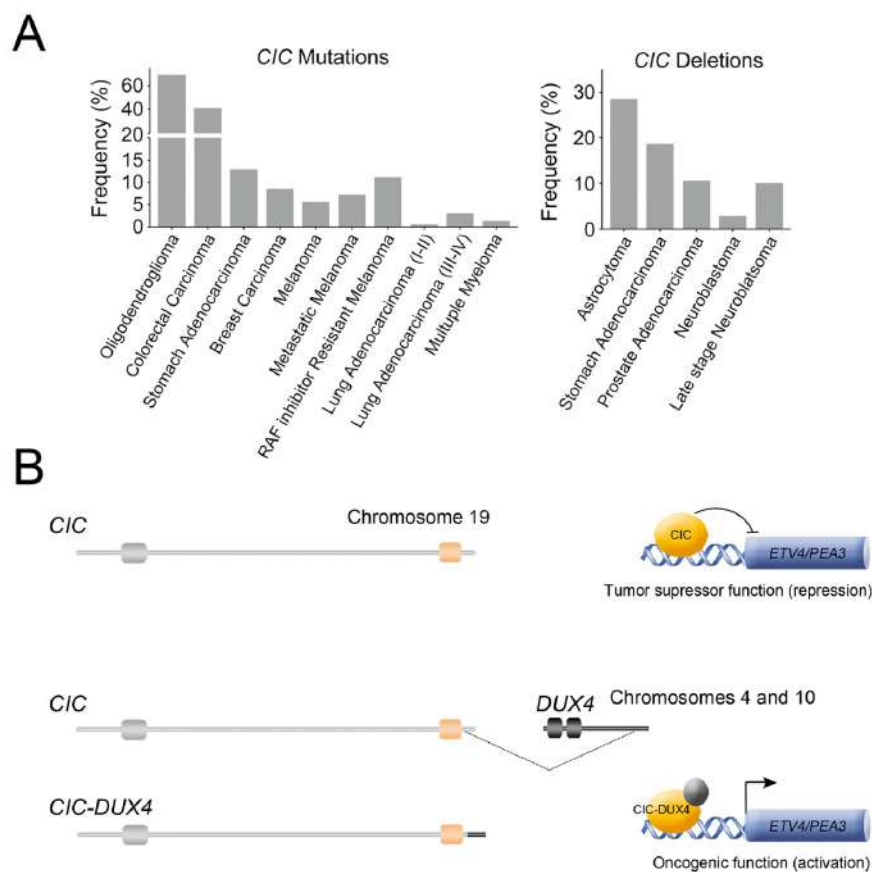 A
CIC Mutations
Frequency (%)
60
40
20
15
10
5
0
Oligodendroglioma
Colorectal Carcinoma
Stomach Adenocarcinoma
Breast Carcinoma
Melanoma
Metastatic Melanoma
RAF inhibitor Resistant Melanoma
Lung Adenocarcinoma (I-II)
Lung Adenocarcinoma (III-IV)
Multuple Myeloma
CIC Deletions
Frequency (%)
30
20
10
0
Astrocytoma
Stomach Adenocarcinoma
Prostate Adenocarcinoma
Neuroblastoma
Late stage Neuroblatsoma
B
CIC
Chromosome 19
CIC
ETV4/PEA3
Tumor supressor function (repression)
CIC
DUX4
Chromosomes 4 and 10
CIC-DUX4
CIC-DUX4
ETV4/PEA3
Oncogenic function (activation)